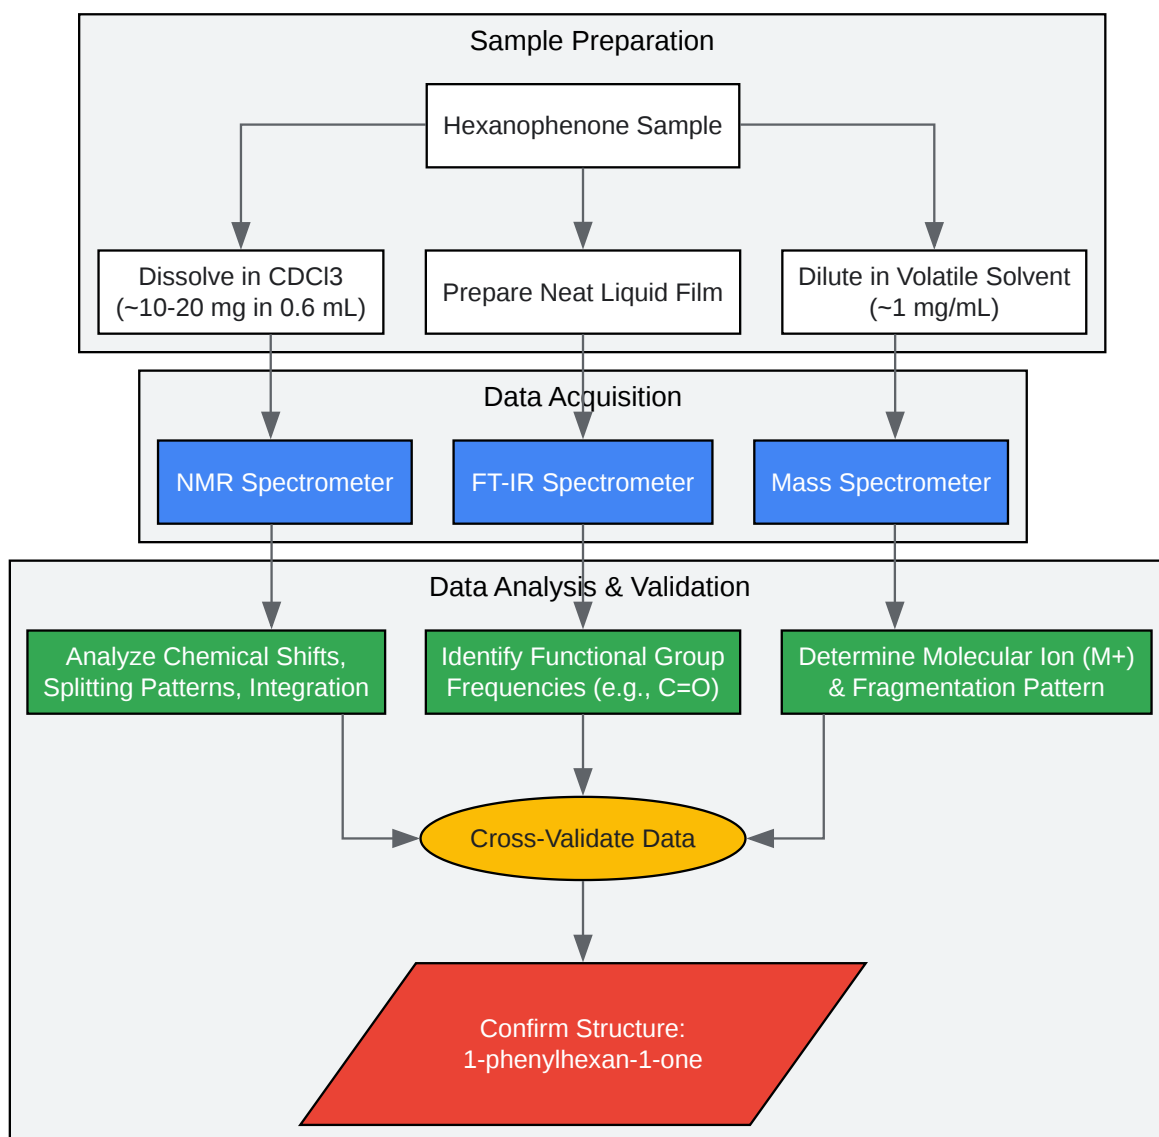 Sample Preparation
Hexanophenone Sample
Dissolve in CDCl3
(~10-20 mg in 0.6 mL)
Prepare Neat Liquid Film
Dilute in Volatile Solvent
(~1 mg/mL)
Data Acquisition
NMR Spectrometer
FT-IR Spectrometer
Mass Spectrometer
Data Analysis & Validation
Analyze Chemical Shifts,
Splitting Patterns, Integration
Identify Functional Group
Frequencies (e.g., C=O)
Determine Molecular Ion (M+)
& Fragmentation Pattern
Cross-Validate Data
Confirm Structure:
1-phenylhexan-1-one